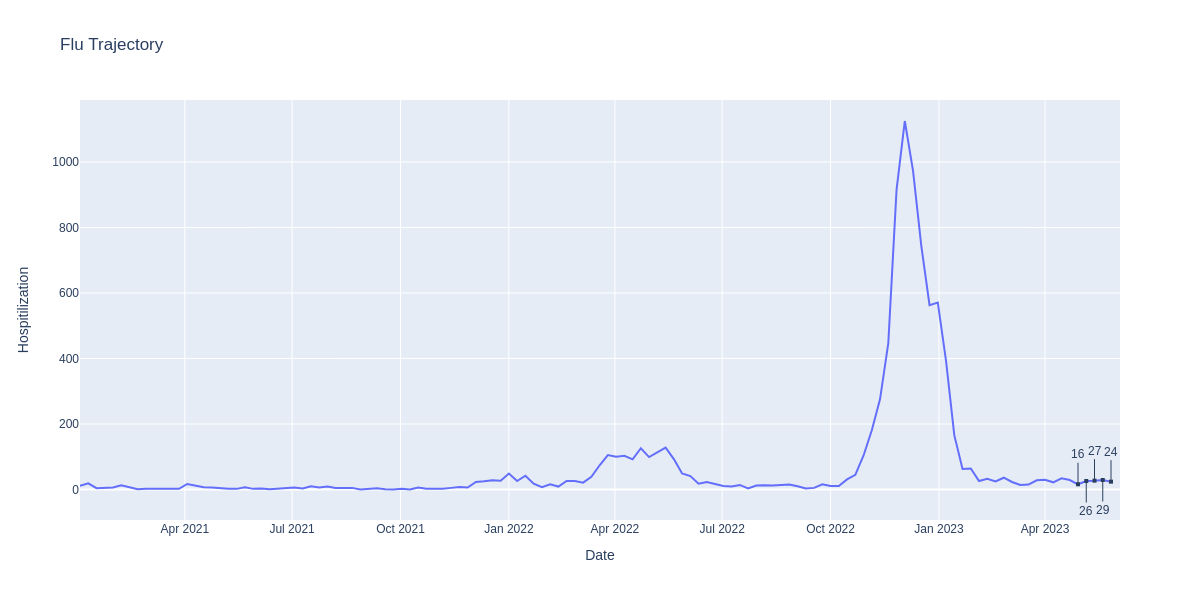 Flu Trajectory
Hospitilization
1000
800
600
400
200
0
16 27 24
26 29
Apr 2021 Jul 2021 Oct 2021 Jan 2022 Apr 2022 Jul 2022 Oct 2022 Jan 2023 Apr 2023
Date